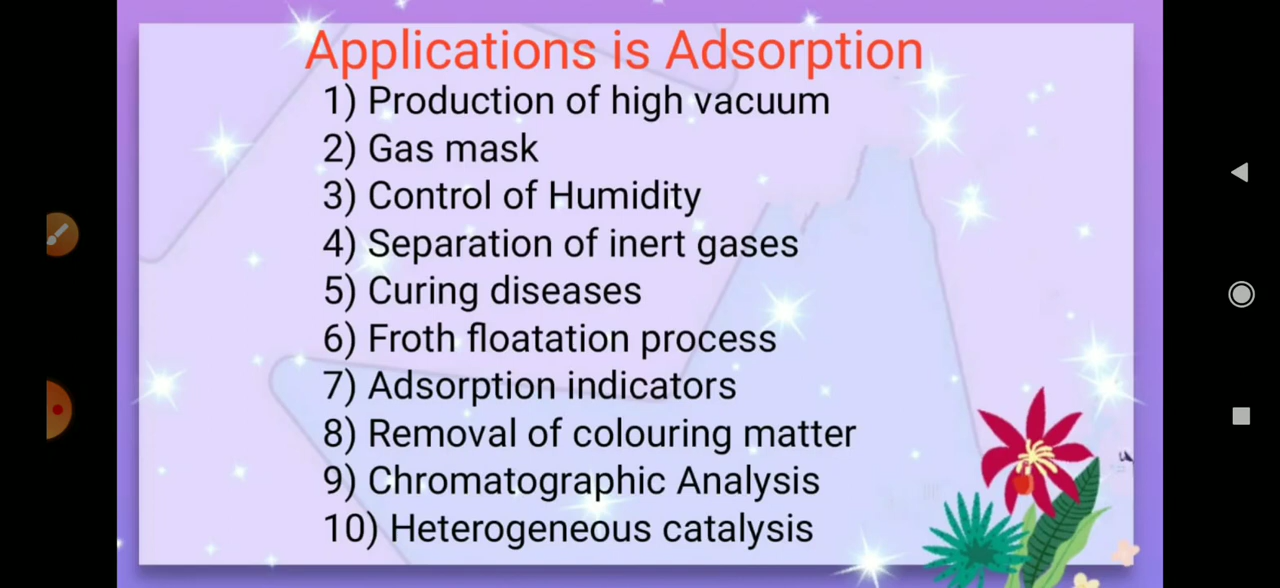 Applications is Adsorption
1) Production of high vacuum
2) Gas mask
3) Control of Humidity
4) Separation of inert gases
5) Curing diseases
6) Froth floatation process
7) Adsorption indicators
8) Removal of colouring matter
9) Chromatographic Analysis
10) Heterogeneous catalysis